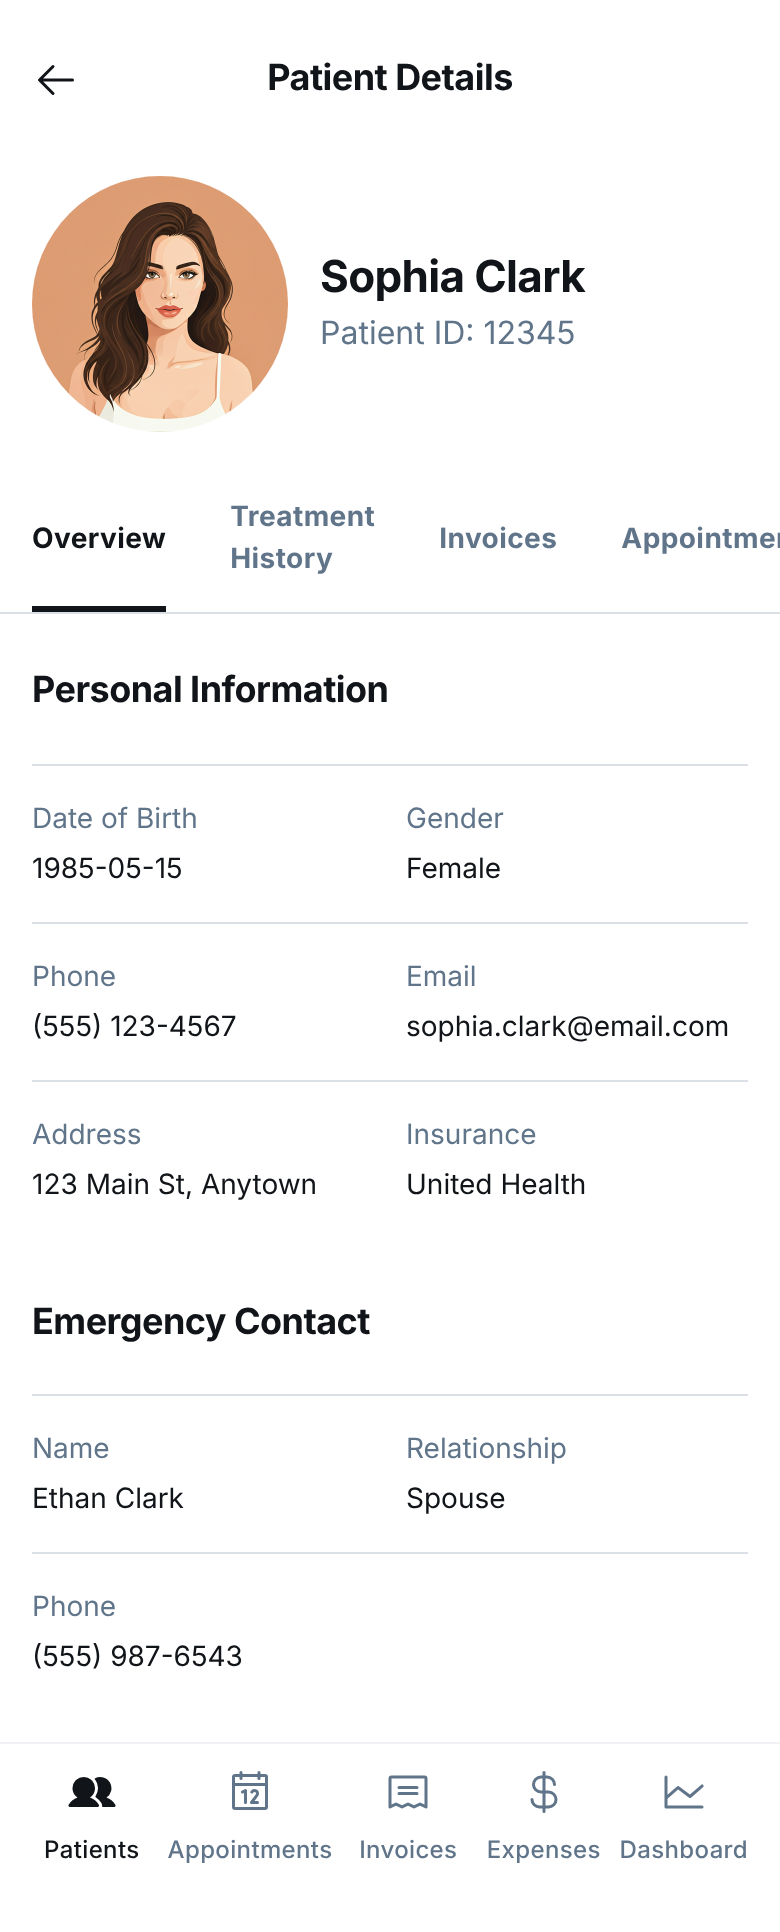 Patient Details
Sophia Clark
Patient ID: 12345
Overview
Treatment
History
Invoices
Appointme
Personal Information
Date of Birth
Gender
1985-05-15
Female
Phone
Email
(555) 123-4567
sophia.clark@email.com
Address
Insurance
123 Main St, Anytown
United Health
Emergency Contact
Name
Relationship
Ethan Clark
Spouse
Phone
(555) 987-6543
12
Patients
Appointments
Invoices
Expenses
Dashboard